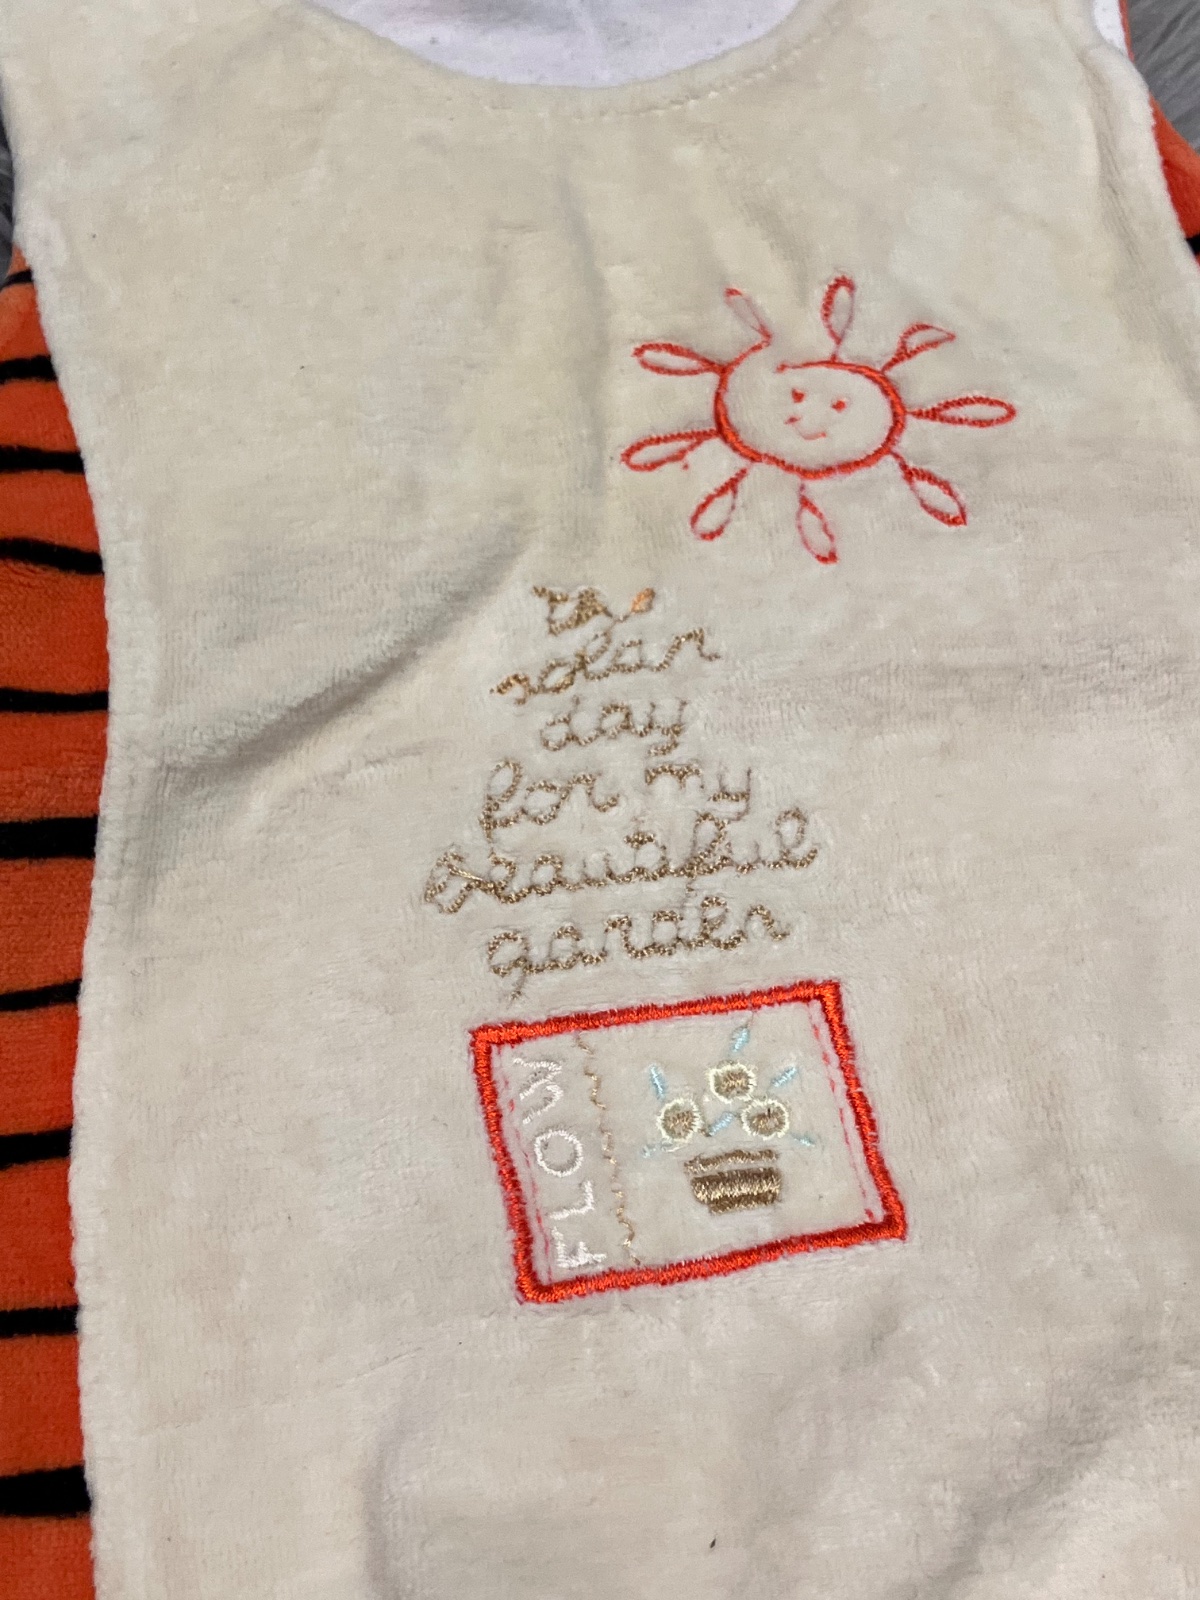 solar
day
for my
beautiful
garden
FLOW